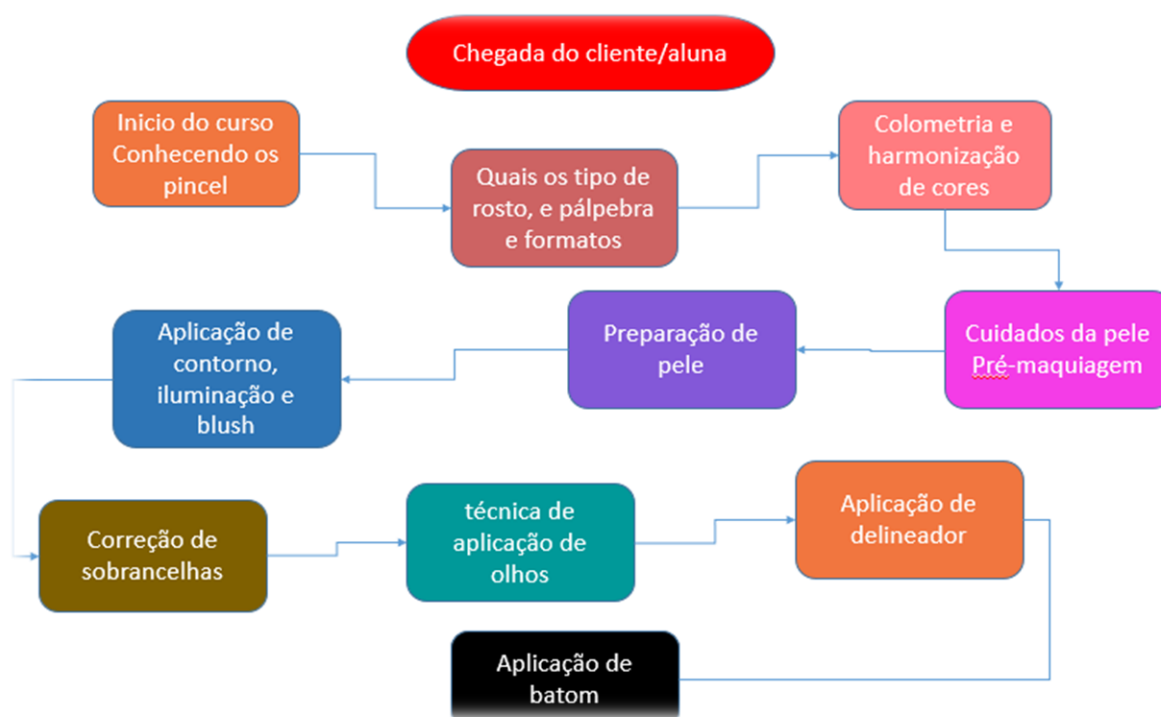 Chegada do cliente/aluna
Inicio do curso
Conhecendo os
pincel
Quais os tipo de
rosto, e pálpebra
e formatos
Colometria e
harmonização
de cores
Cuidados da pele
Pré-maquiagem
Preparação de
pele
Aplicação de
contorno,
iluminação e
blush
Correção de
sobrancelhas
técnica de
aplicação de
olhos
Aplicação de
delineador
Aplicação de
batom